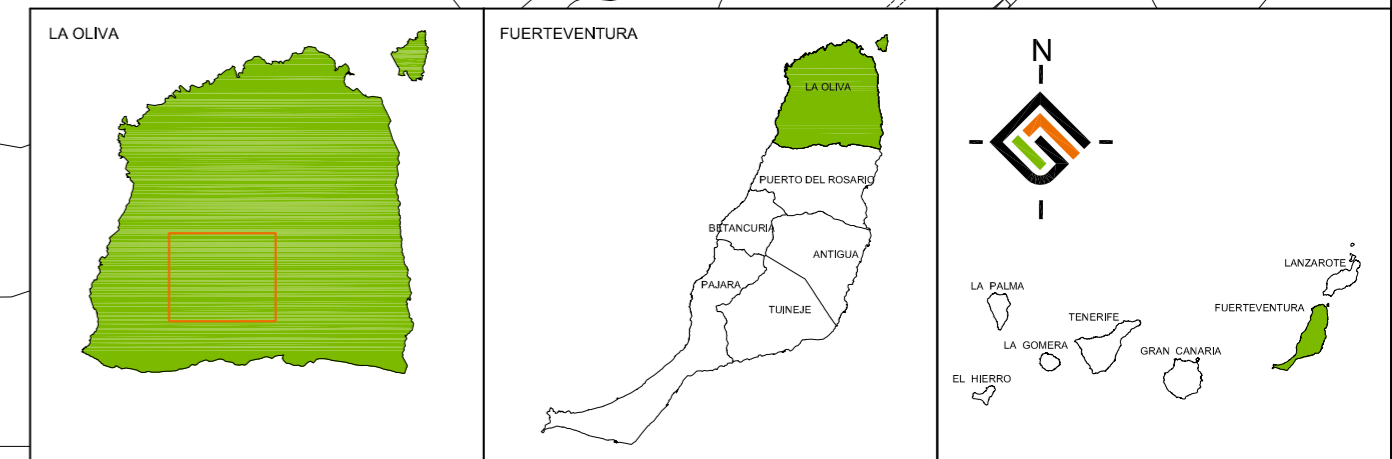 LA OLIVA
FUERTEVENTURA
LA OLIVA
PUERTO DEL ROSARIO
BETANCURIA
ANTIGUA
PAJARA
TUINEJE
N
LANZAROTE
LA PALMA
FUERTEVENTURA
TENERIFE
LA GOMERA
GRAN CANARIA
EL HIERRO